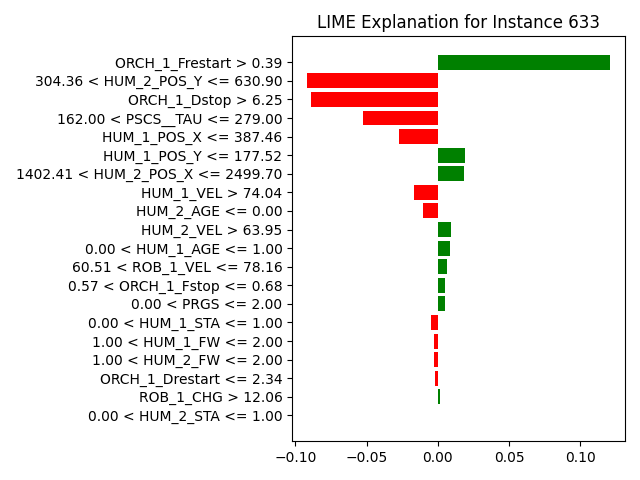 LIME Explanation for Instance 633
ORCH_1_Frestart > 0.39
304.36 < HUM_2_POS_Y <= 630.90
ORCH_1_Dstop > 6.25
162.00 < PSCS__TAU <= 279.00
HUM_1_POS_X <= 387.46
HUM_1_POS_Y <= 177.52
1402.41 < HUM_2_POS_X <= 2499.70
HUM_1_VEL > 74.04
HUM_2_AGE <= 0.00
HUM_2_VEL > 63.95
0.00 < HUM_1_AGE <= 1.00
60.51 < ROB_1_VEL <= 78.16
0.57 < ORCH_1_Fstop <= 0.68
0.00 < PRGS <= 2.00
0.00 < HUM_1_STA <= 1.00
1.00 < HUM_1_FW <= 2.00
1.00 < HUM_2_FW <= 2.00
ORCH_1_Drestart <= 2.34
ROB_1_CHG > 12.06
0.00 < HUM_2_STA <= 1.00
−0.10 −0.05 0.00 0.05 0.10